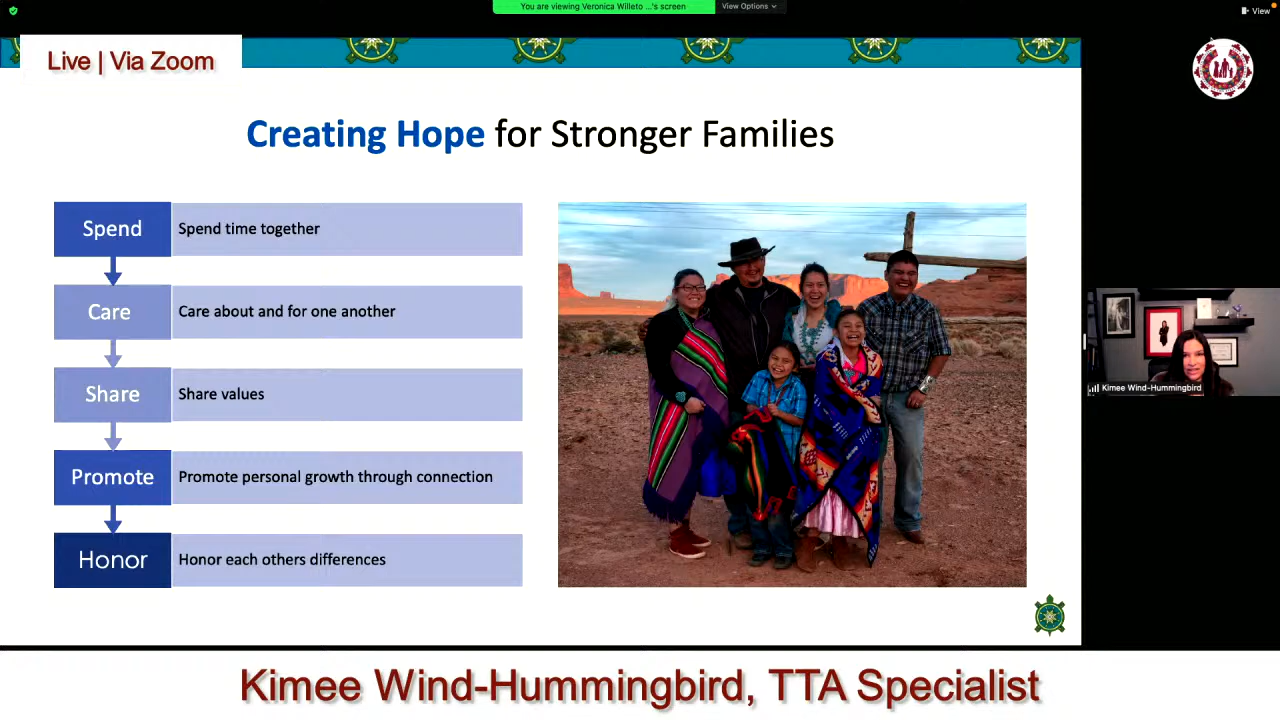 You are viewing Veronica Willeto ...'s screen
View Options
View
Live | Via Zoom
Creating Hope for Stronger Families
Spend
Spend time together
Care
Care about and for one another
Share
Share values
Promote
Promote personal growth through connection
Honor
Honor each others differences
Kimee Wind-Hummingbird
Kimee Wind-Hummingbird, TTA Specialist